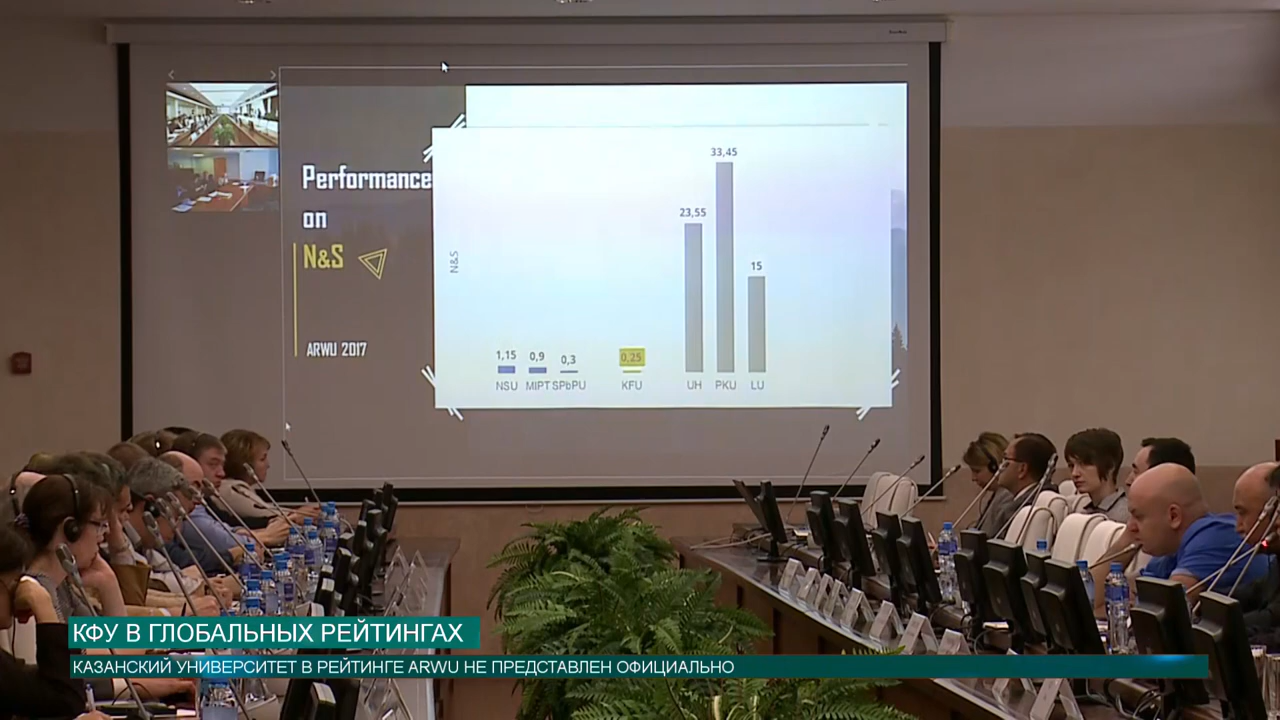 Performance
on
N&S
ARWU 2017
N&S
33,45
23,55
15
1,15 0,9 0,3 0,25
NSU MIPT SPbPU KFU UH PKU LU
КФУ В ГЛОБАЛЬНЫХ РЕЙТИНГАХ
КАЗАНСКИЙ УНИВЕРСИТЕТ В РЕЙТИНГЕ ARWU НЕ ПРЕДСТАВЛЕН ОФИЦИАЛЬНО